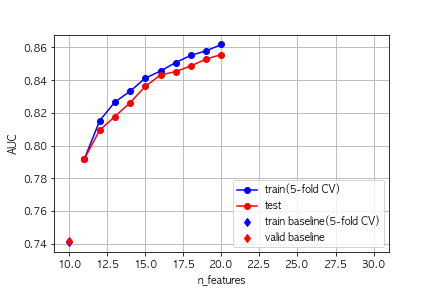 0.86
0.84
0.82
0.80
0.78
0.76
0.74
AUC
train(5-fold CV)
test
train baseline(5-fold CV)
valid baseline
10.0 12.5 15.0 17.5 20.0 22.5 25.0 27.5 30.0
n_features